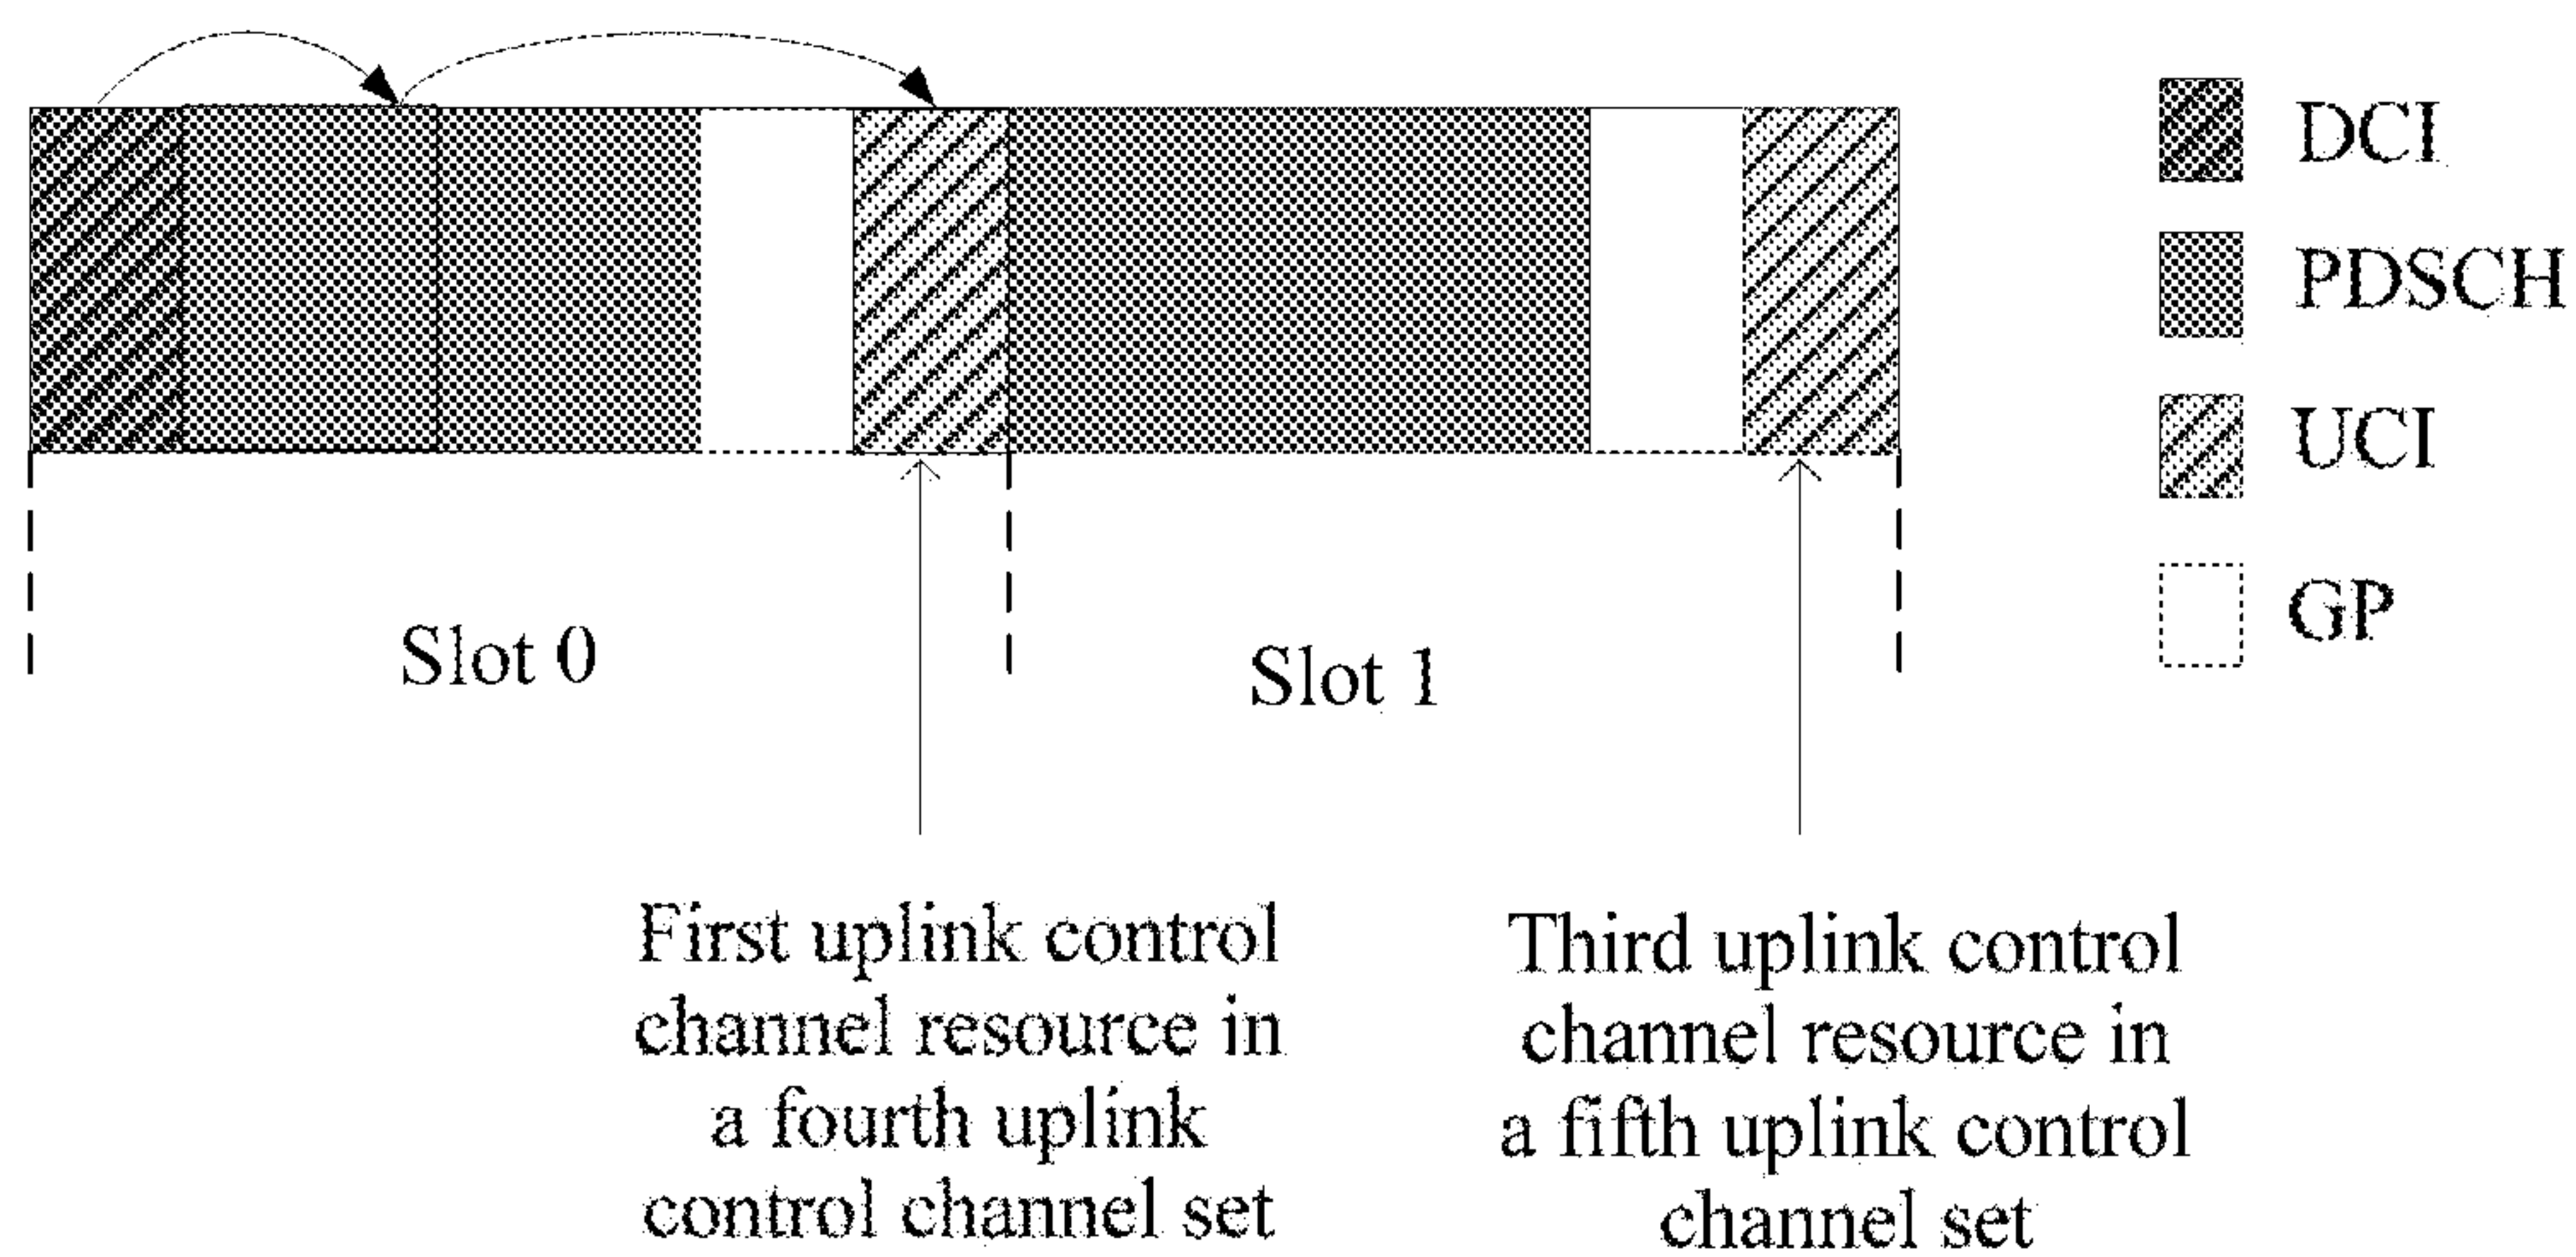 DCI
PDSCH
UCI
GP
Slot 0
Slot 1
First uplink control
channel resource in
a fourth uplink
control channel set
Third uplink control
channel resource in
a fifth uplink control
channel set